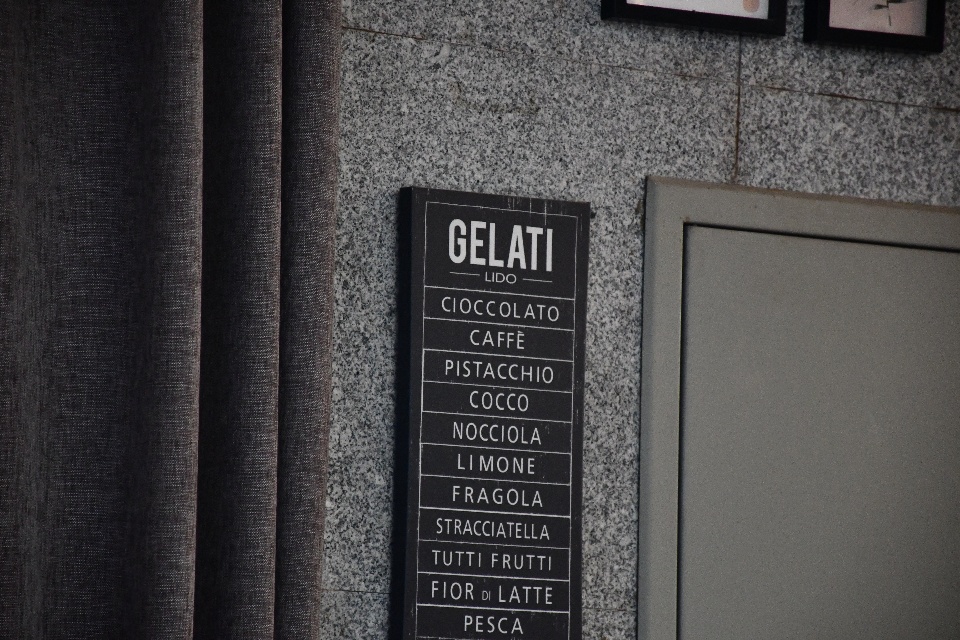 GELATI
LIDO
CIOCCOLATO
CAFFÈ
PISTACCHIO
COCCO
NOCCIOLA
LIMONE
FRAGOLA
STRACCIATELLA
TUTTI FRUTTI
FIOR DI LATTE
PESCA